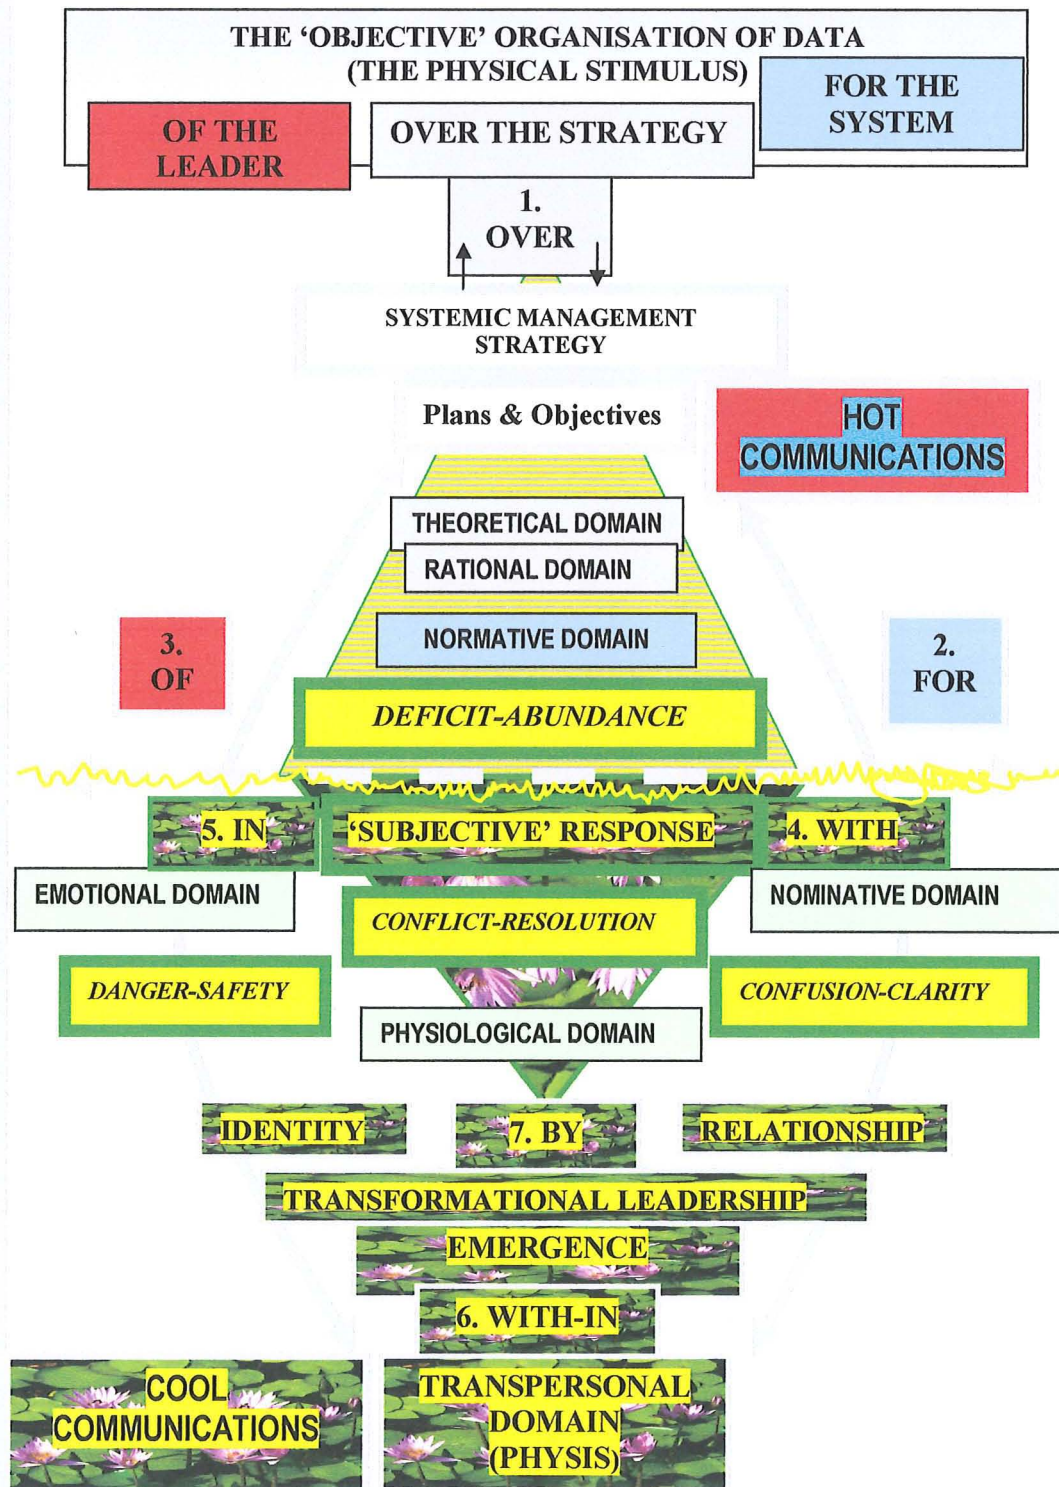 THE ‘OBJECTIVE’ ORGANISATION OF DATA
(THE PHYSICAL STIMULUS)
OF THE
LEADER
OVER THE STRATEGY
FOR THE
SYSTEM
1.
OVER
SYSTEMIC MANAGEMENT
STRATEGY
Plans & Objectives
HOT
COMMUNICATIONS
THEORETICAL DOMAIN
RATIONAL DOMAIN
NORMATIVE DOMAIN
3.
OF
2.
FOR
DEFICIT-ABUNDANCE
5. IN
‘SUBJECTIVE’ RESPONSE
4. WITH
EMOTIONAL DOMAIN
NOMINATIVE DOMAIN
CONFLICT-RESOLUTION
DANGER-SAFETY
CONFUSION-CLARITY
PHYSIOLOGICAL DOMAIN
IDENTITY
7. BY
RELATIONSHIP
TRANSFORMATIONAL LEADERSHIP
EMERGENCE
6. WITH-IN
COOL
COMMUNICATIONS
TRANSPERSONAL
DOMAIN
(PHYSIS)